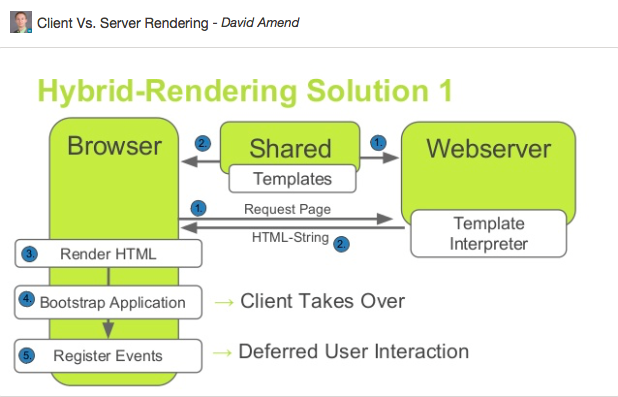 Client Vs. Server Rendering - David Amend
Hybrid-Rendering Solution 1
Browser
2.
Shared
1.
Webserver
Templates
1.
Request Page
HTML-String
2.
Template
Interpreter
3.
Render HTML
4.
Bootstrap Application
→ Client Takes Over
5.
Register Events
→ Deferred User Interaction